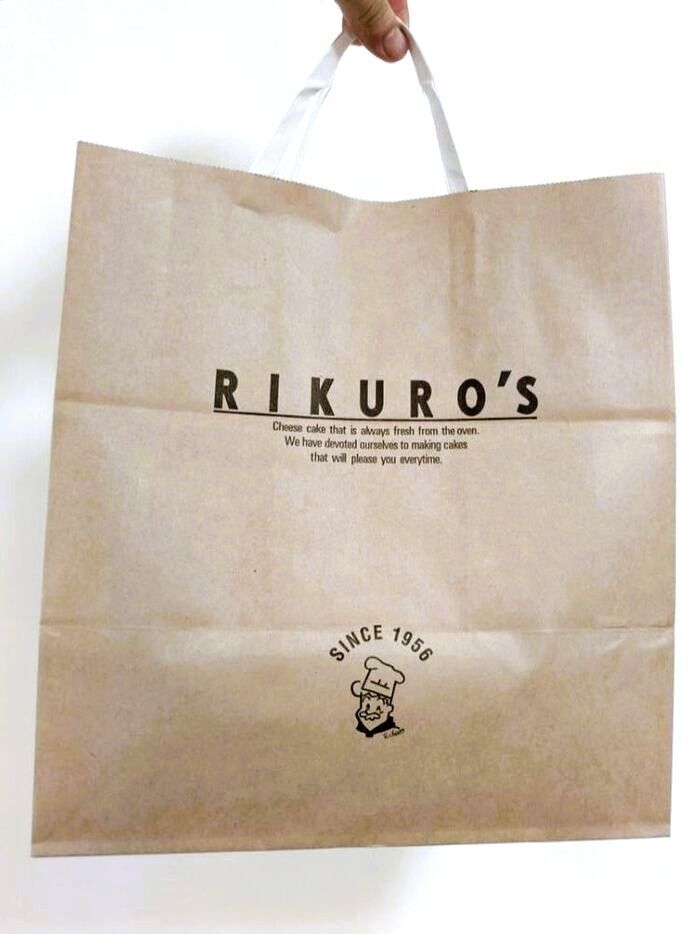 RIKURO'S
Cheese cake that is always fresh from the oven.
We have devoted ourselves to making cakes
that will please you everytime.
SINCE 1956